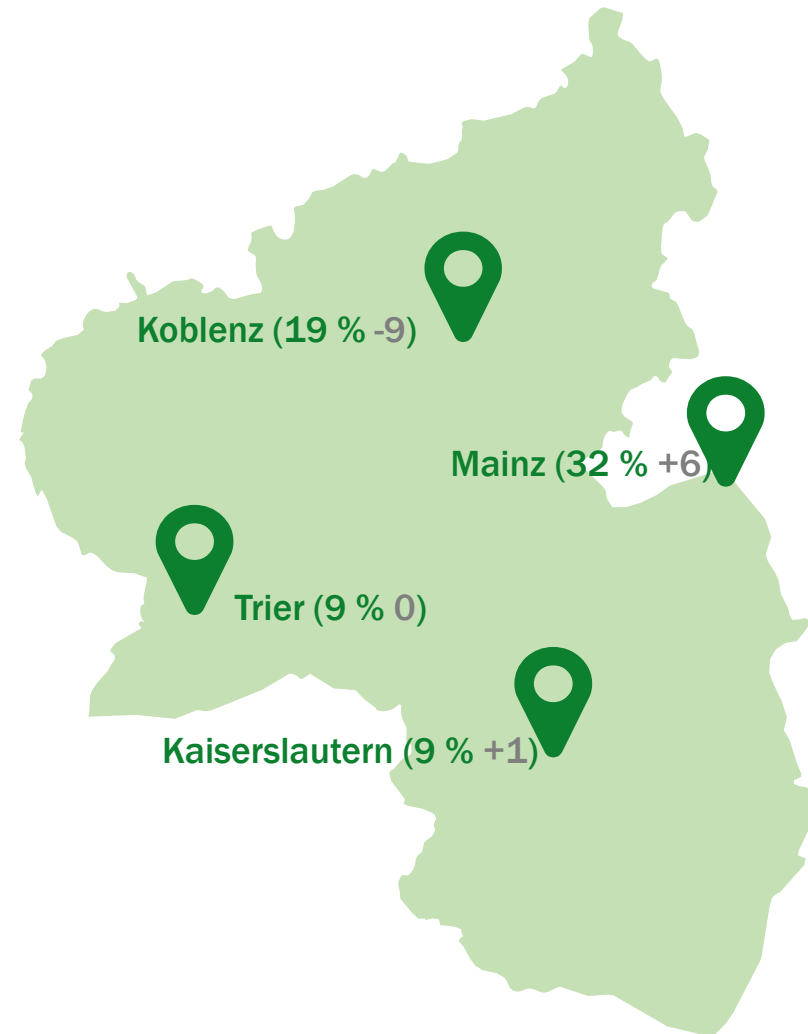 Koblenz (19 % -9)
Mainz (32 % +6)
Trier (9 % 0)
Kaiserslautern (9 % +1)